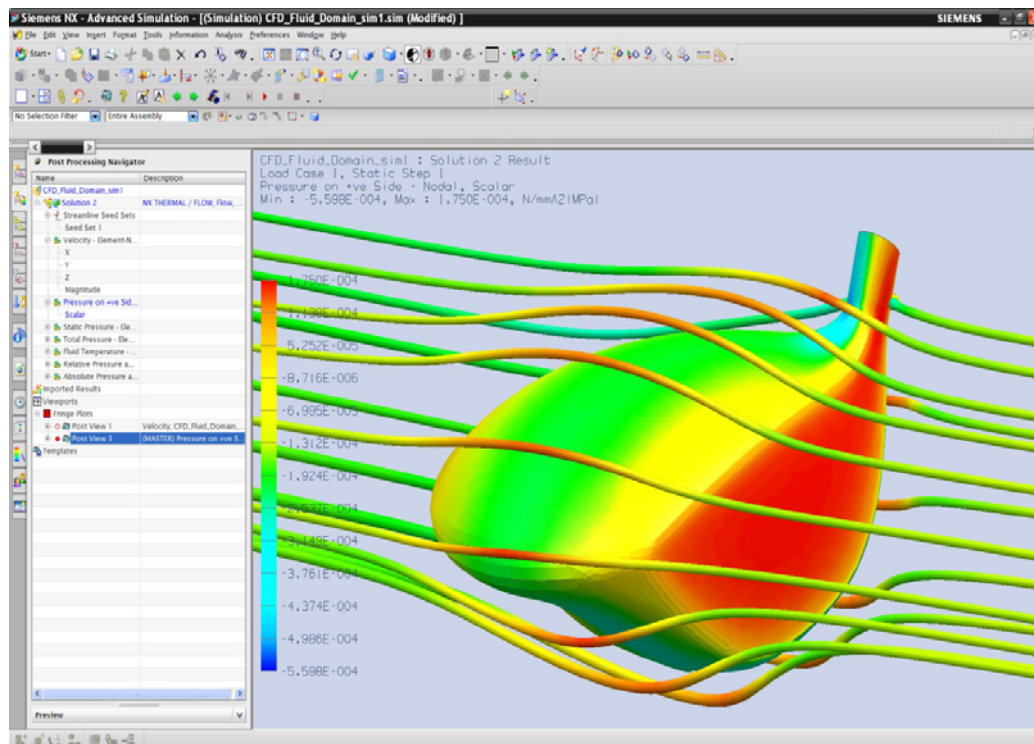 Siemens NX - Advanced Simulation - [(Simulation) CFD_Fluid_Domain_sim1.sim (Modified) ]
SIEMENS
File Edit View Insert Format Tools Information Analysis Preferences Window Help
Start
No Selection Filter
Entire Assembly
Post Processing Navigator
Name Description
CFD_Fluid_Domain_sim1
Solution 2 NX THERMAL / FLOW, Flow, ...
Streamline Seed Sets
Seed Set 1
Velocity - Element-N...
X
Y
Z
Magnitude
Pressure on +ve Sid...
Scalar
Static Pressure - Ele...
Total Pressure - Ele...
Fluid Temperature - ...
Relative Pressure a...
Absolute Pressure a...
Imported Results
Viewports
Fringe Plots
Post View 1 Velocity, CFD_Fluid_Domain_...
Post View 3 (MASTER) Pressure on +ve S...
Templates
Preview
CFD_Fluid_Domain_sim1 : Solution 2 Result
Load Case 1, Static Step 1
Pressure on +ve Side - Nodal, Scalar
Min : -5.598E-004, Max : 1.750E-004, N/mm^2(MPa)
1.750E-004
1.138E-004
5.252E-005
-8.716E-006
-6.995E-005
-1.312E-004
-1.924E-004
-2.537E-004
-3.149E-004
-3.761E-004
-4.374E-004
-4.986E-004
-5.598E-004